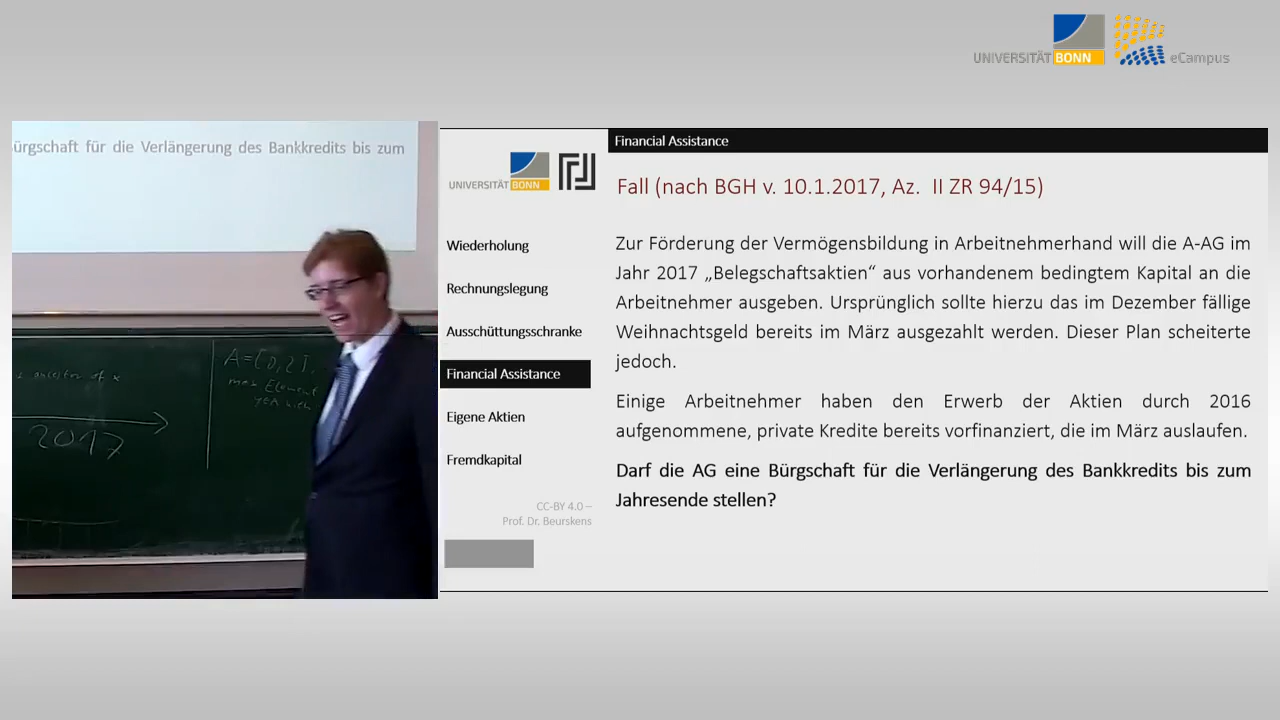 UNIVERSITÄT BONN eCampus
ürgschaft für die Verlängerung des Bankkredits bis zum
A=[0,2]
max Element
2017
Financial Assistance
UNIVERSITÄT BONN
Wiederholung
Rechnungslegung
Ausschüttungsschranke
Financial Assistance
Eigene Aktien
Fremdkapital
CC-BY 4.0 –
Prof. Dr. Beurskens
Fall (nach BGH v. 10.1.2017, Az. II ZR 94/15)
Zur Förderung der Vermögensbildung in Arbeitnehmerhand will die A-AG im
Jahr 2017 „Belegschaftsaktien“ aus vorhandenem bedingtem Kapital an die
Arbeitnehmer ausgeben. Ursprünglich sollte hierzu das im Dezember fällige
Weihnachtsgeld bereits im März ausgezahlt werden. Dieser Plan scheiterte
jedoch.
Einige Arbeitnehmer haben den Erwerb der Aktien durch 2016
aufgenommene, private Kredite bereits vorfinanziert, die im März auslaufen.
Darf die AG eine Bürgschaft für die Verlängerung des Bankkredits bis zum
Jahresende stellen?